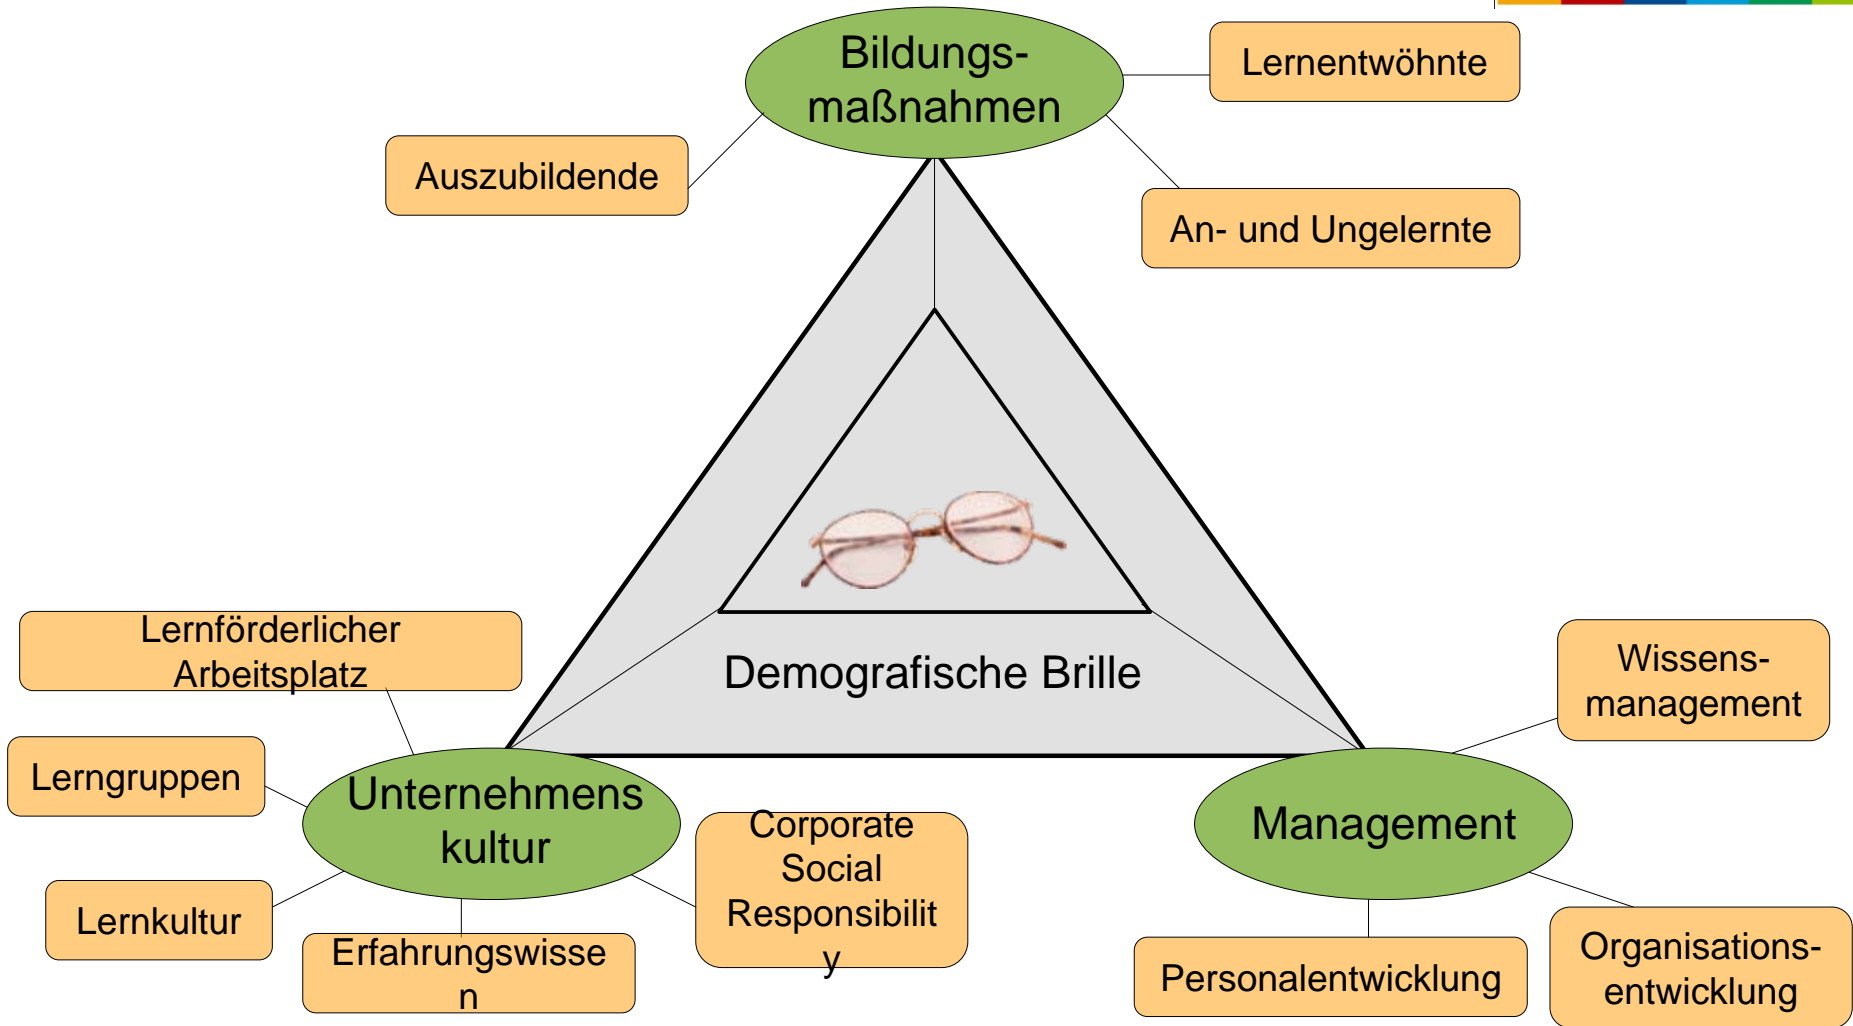 Bildungs-
maßnahmen
Lernentwöhnte
Auszubildende
An- und Ungelernte
Demografische Brille
Lernförderlicher
Arbeitsplatz
Lerngruppen
Unternehmens
kultur
Lernkultur
Erfahrungswisse
n
Corporate
Social
Responsibilit
y
Wissens-
management
Management
Personalentwicklung
Organisations-
entwicklung